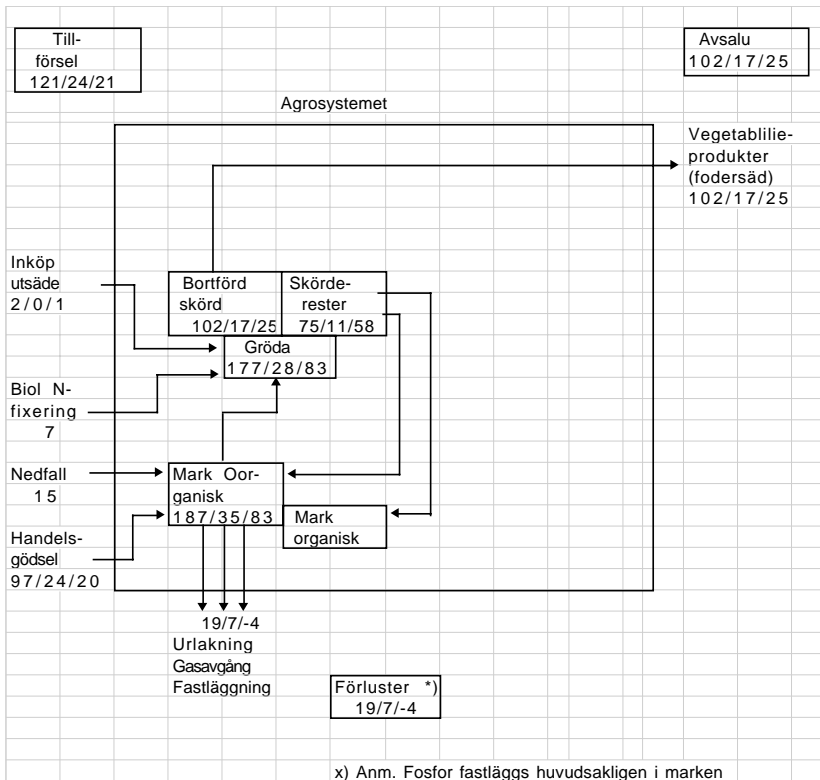 Till-
försel
121/24/21
Avsalu
102/17/25
Agrosystemet
Vegetablilie-
produkter
(fodersäd)
102/17/25
Inköp
utsäde
2/0/1
Bortförd
skörd
102/17/25
Skörde-
rester
75/11/58
Gröda
177/28/83
Biol N-
fixering
7
Nedfall
15
Mark Oor-
ganisk
187/35/83
Mark
organisk
Handels-
gödsel
97/24/20
19/7/-4
Urlakning
Gasavgång
Fastläggning
Förluster *)
19/7/-4
x) Anm. Fosfor fastläggs huvudsakligen i marken